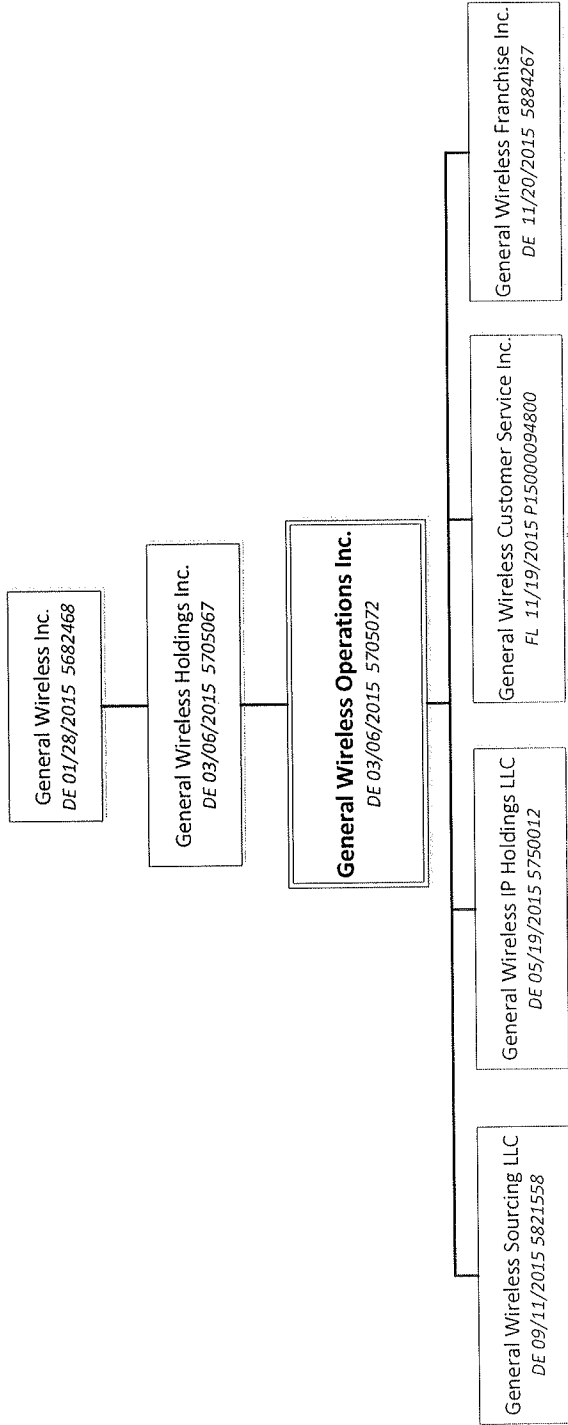 General Wireless Inc.
DE 01/28/2015 5682468
General Wireless Holdings Inc.
DE 03/06/2015 5705067
General Wireless Operations Inc.
DE 03/06/2015 5705072
General Wireless Sourcing LLC
DE 09/11/2015 5821558
General Wireless IP Holdings LLC
DE 05/19/2015 5750012
General Wireless Customer Service Inc.
FL 11/19/2015 P15000094800
General Wireless Franchise Inc.
DE 11/20/2015 5884267